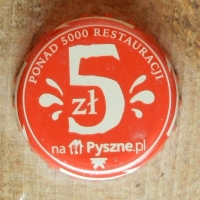 PONAD 5000 RESTAURACJI
5
zł
na Pyszne.pl